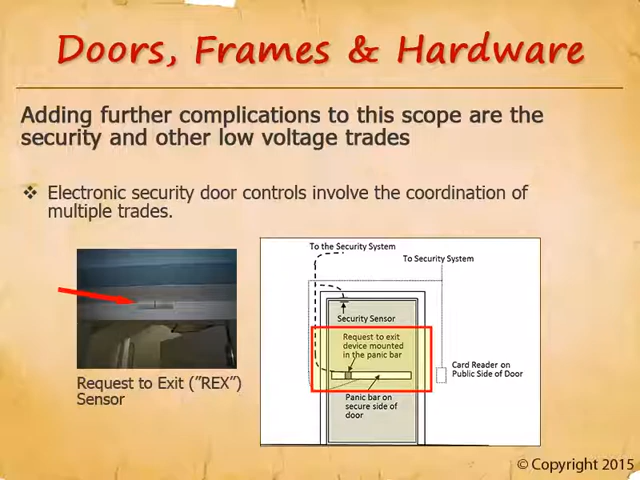 Doors, Frames & Hardware
Adding further complications to this scope are the
security and other low voltage trades
❖ Electronic security door controls involve the coordination of
multiple trades.
To the Security System
To Security System
Security Sensor
Request to exit
device mounted
in the panic bar
Card Reader on
Public Side of Door
Panic bar on
secure side of
door
Request to Exit (”REX”)
Sensor
© Copyright 2015